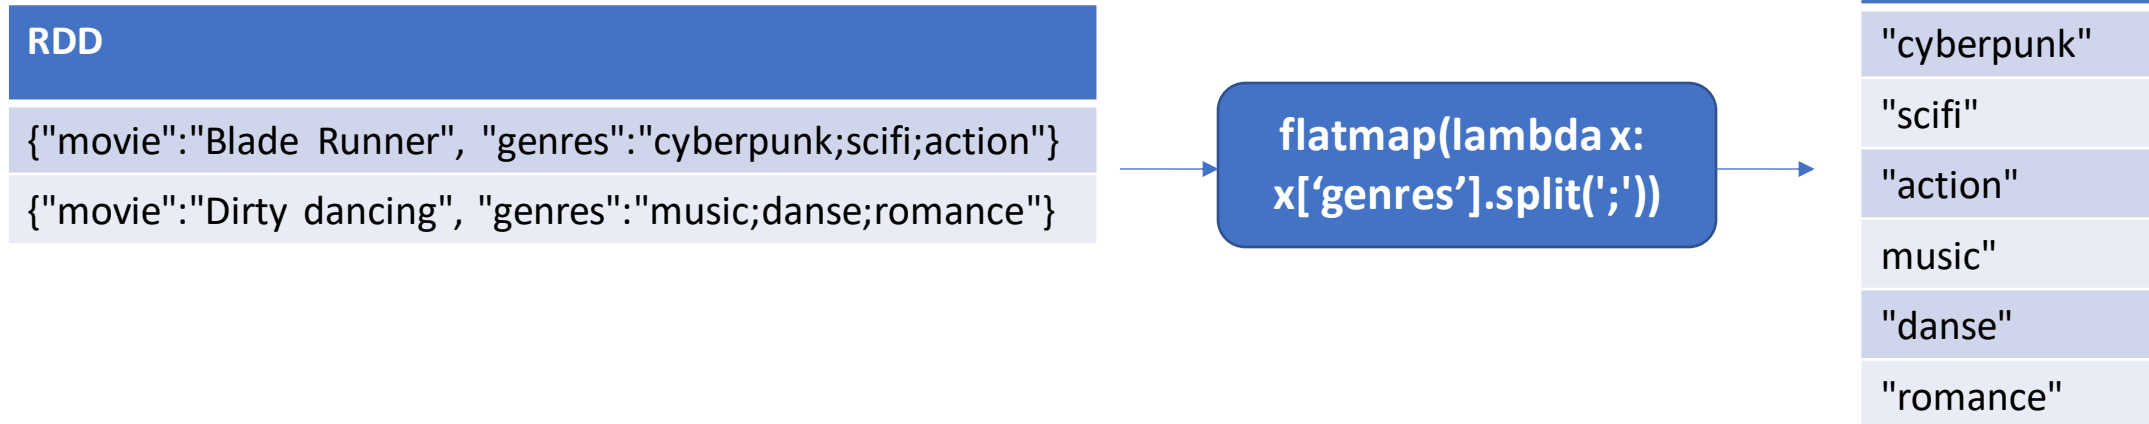 RDD
{"movie":"Blade Runner", "genres":"cyberpunk;scifi;action"}
{"movie":"Dirty dancing", "genres":"music;danse;romance"}
flatmap(lambda x:
x[‘genres’].split(';'))
"cyberpunk"
"scifi"
"action"
music"
"danse"
"romance"